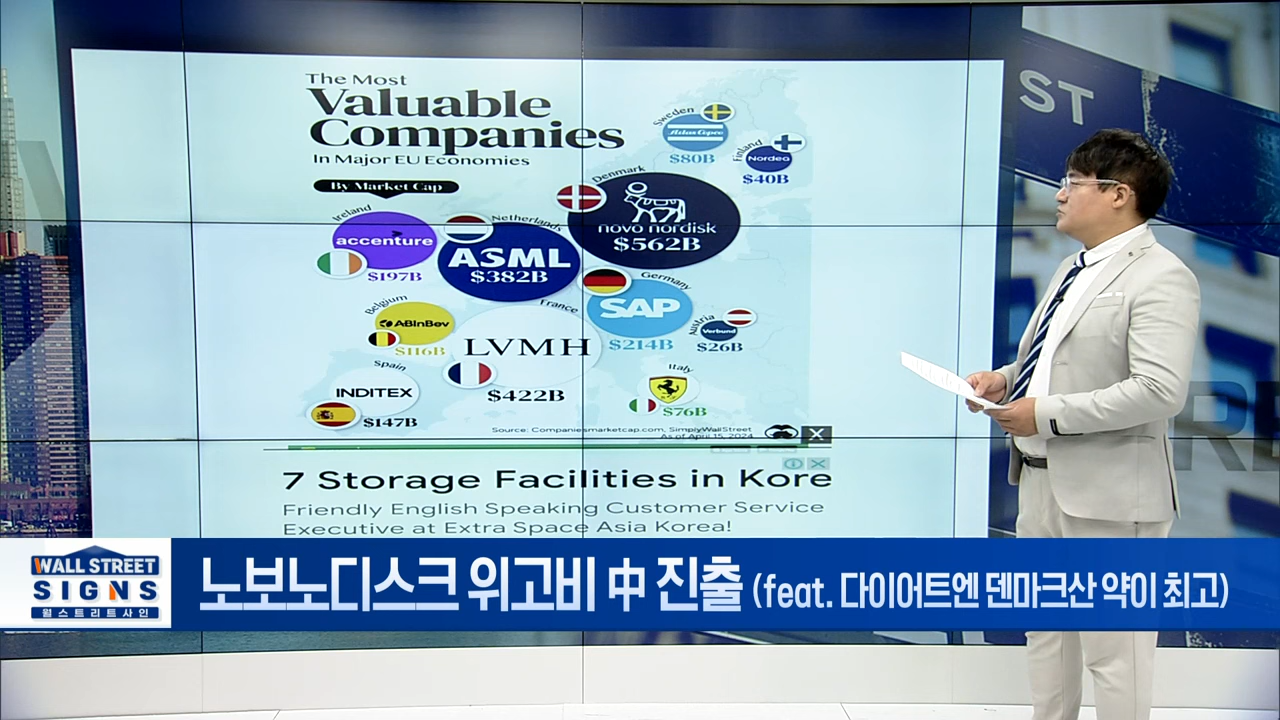 The Most
Valuable
Companies
In Major EU Economies
By Market Cap
Sweden
Atlas Copco
$80B
Finland
Nordea
$40B
Denmark
novo nordisk
$562B
Ireland
accenture
$197B
Netherlands
ASML
$382B
Germany
SAP
$214B
Belgium
ABInBev
$116B
France
LVMH
$422B
Austria
Verbund
$26B
Spain
INDITEX
$147B
Italy
$76B
Source: Companiesmarketcap.com, SimplyWallStreet
As of April 15, 2024
7 Storage Facilities in Kore
Friendly English Speaking Customer Service
Executive at Extra Space Asia Korea!
ST
WALL STREET
SIGNS
월스트리트사인
노보노디스크 위고비 中 진출 (feat. 다이어트엔 덴마크산 약이 최고)